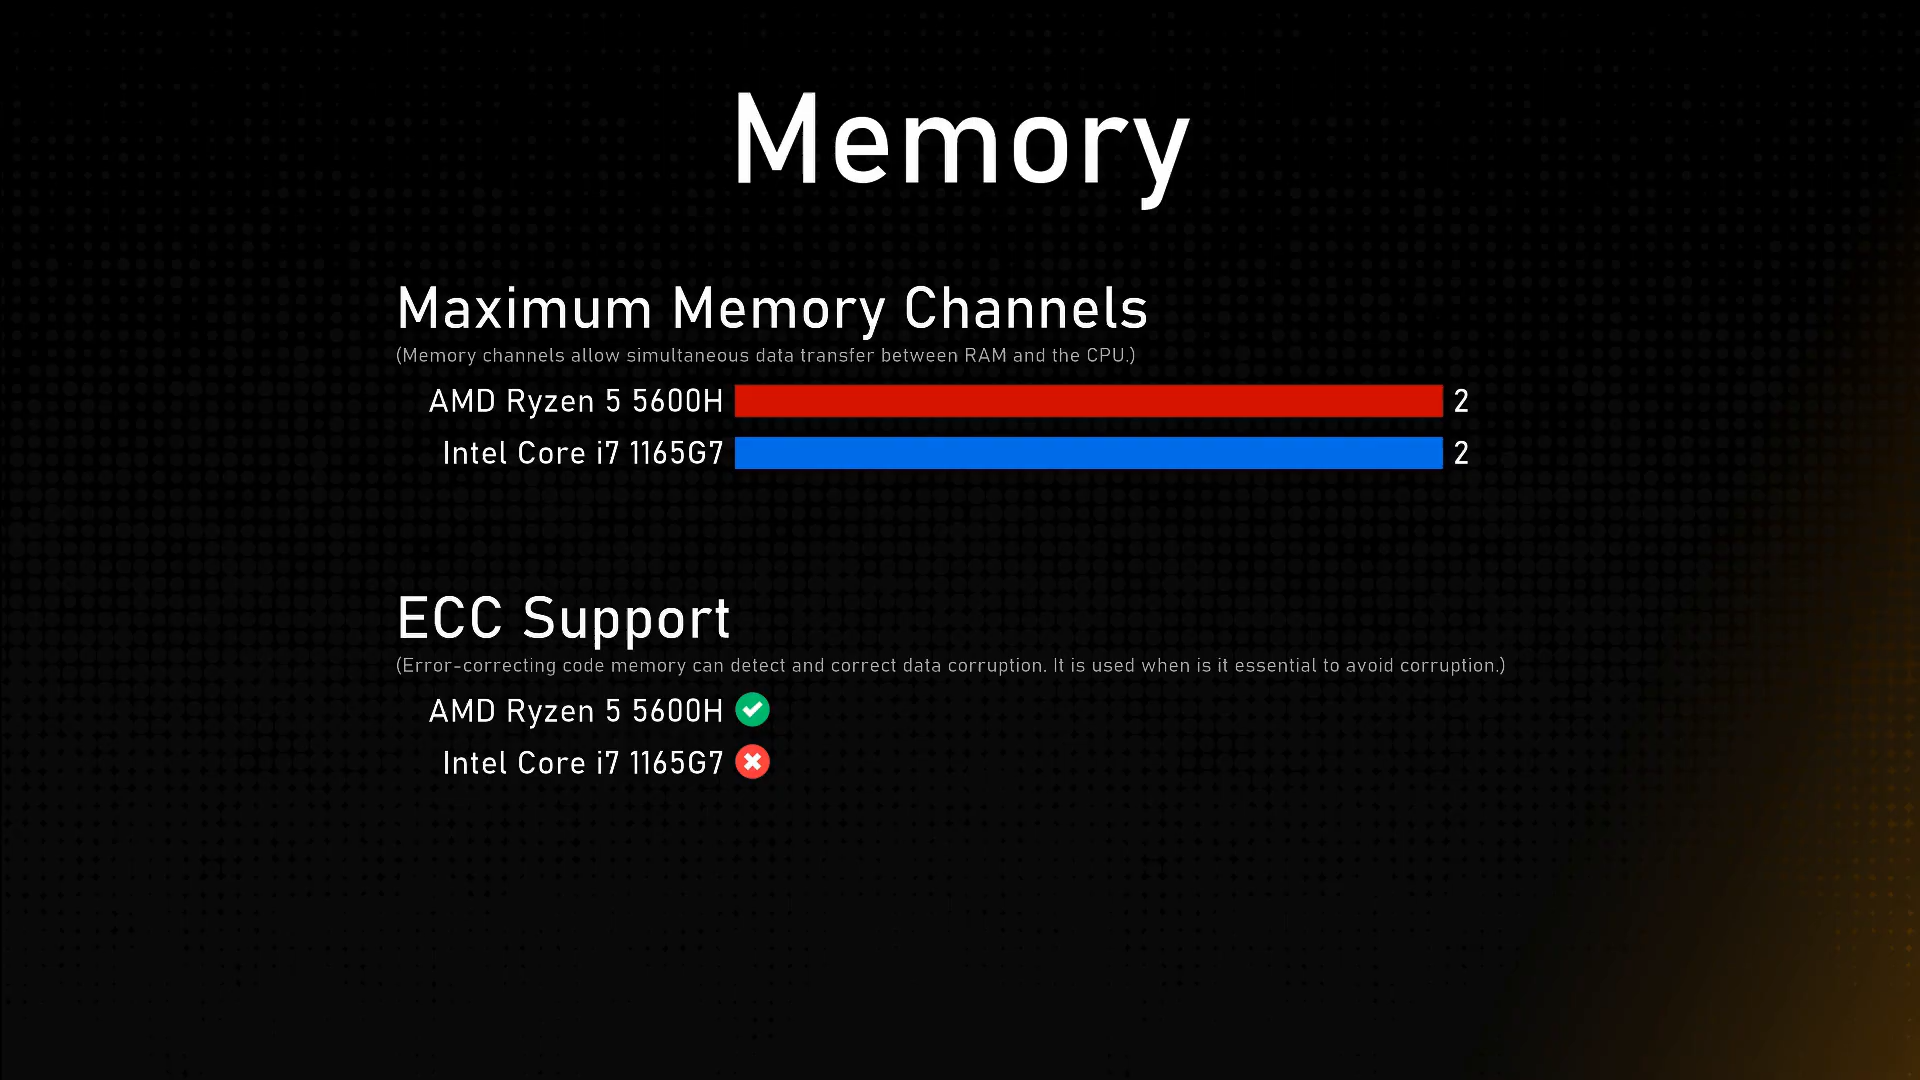 Memory
Maximum Memory Channels
(Memory channels allow simultaneous data transfer between RAM and the CPU.)
AMD Ryzen 5 5600H 2
Intel Core i7 1165G7 2
ECC Support
(Error-correcting code memory can detect and correct data corruption. It is used when is it essential to avoid corruption.)
AMD Ryzen 5 5600H
Intel Core i7 1165G7